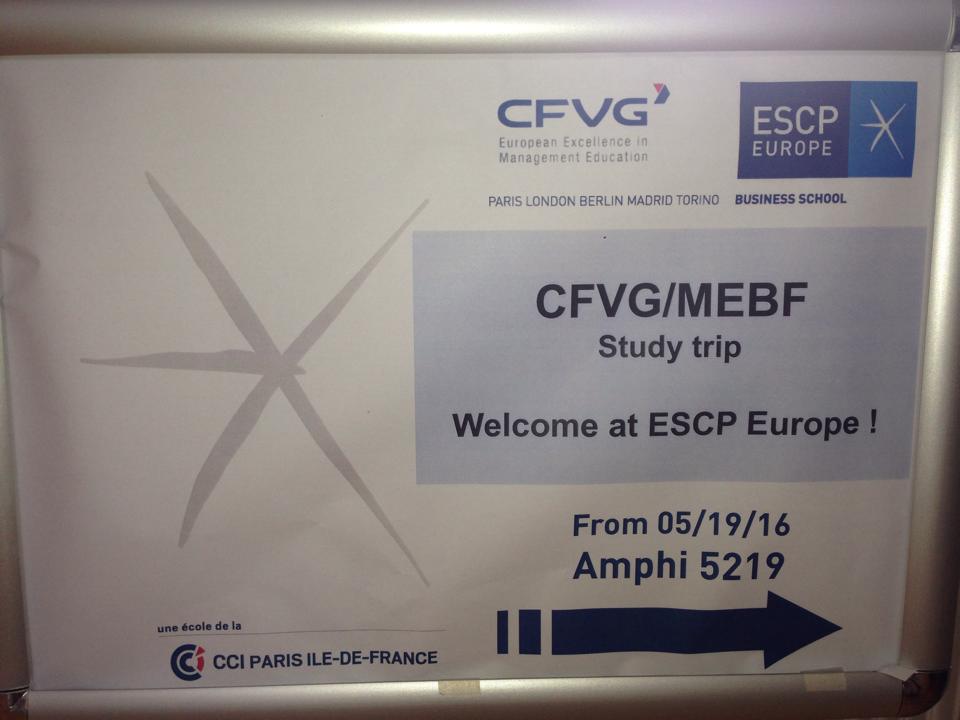 CFVG
European Excellence in
Management Education
ESCP
EUROPE
PARIS LONDON BERLIN MADRID TORINO BUSINESS SCHOOL
CFVG/MEBF
Study trip
Welcome at ESCP Europe !
From 05/19/16
Amphi 5219
une école de la
CCI PARIS ILE-DE-FRANCE